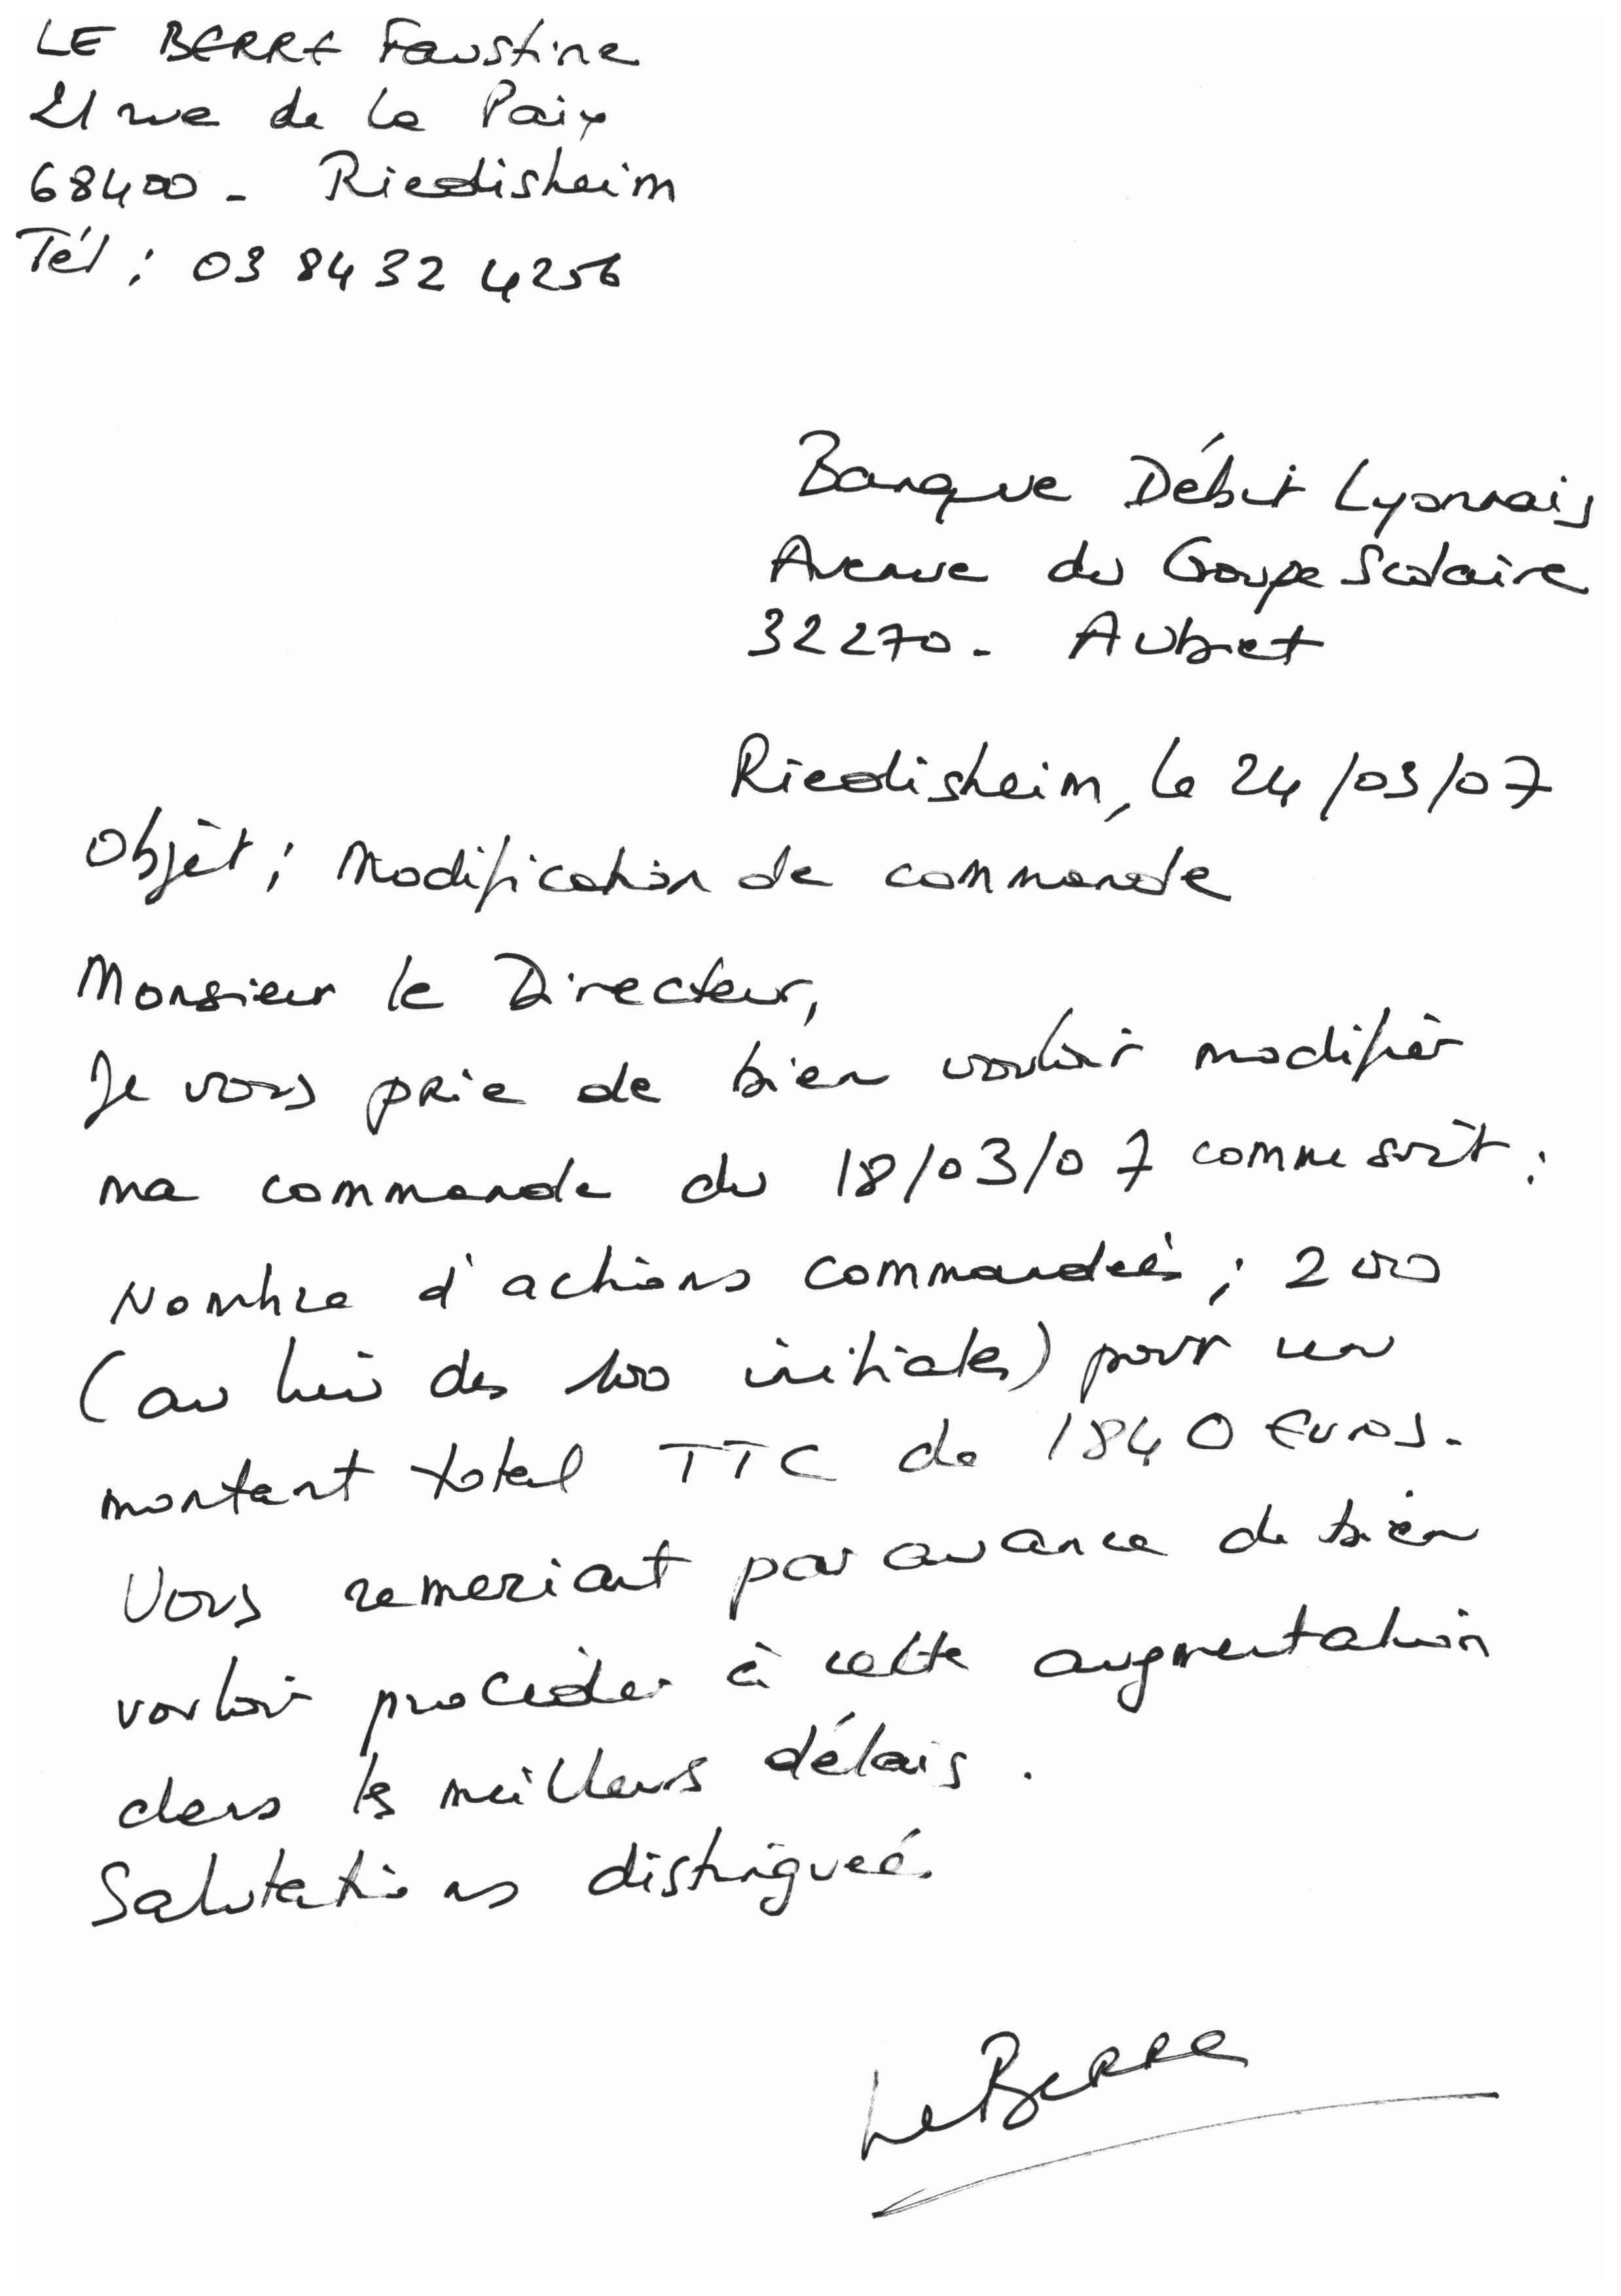 LE BERRE Faustine
21 rue de la Paix
68400 - Riedisheim
Tél : 03 84 32 42 56
Banque Débit Lyonnais
Avenue du Goupe Scolaire
32270 - Aubiet
Riedisheim, le 24/03/07
Objèt : Modification de commande
Monsieur le Directeur,
Je vous prie de bien vouloir modifier
ma commande du 18/03/07 comme suit :
Nombre d'actions commandées : 200
(au lieu des 100 initiales) pour un
montant total TTC de 1840 Euros.
Vous remerciant par avance de bien
vouloir procéder à cette augmentation
dans les meilleurs délais.
Salutations distinguées
Le Berre